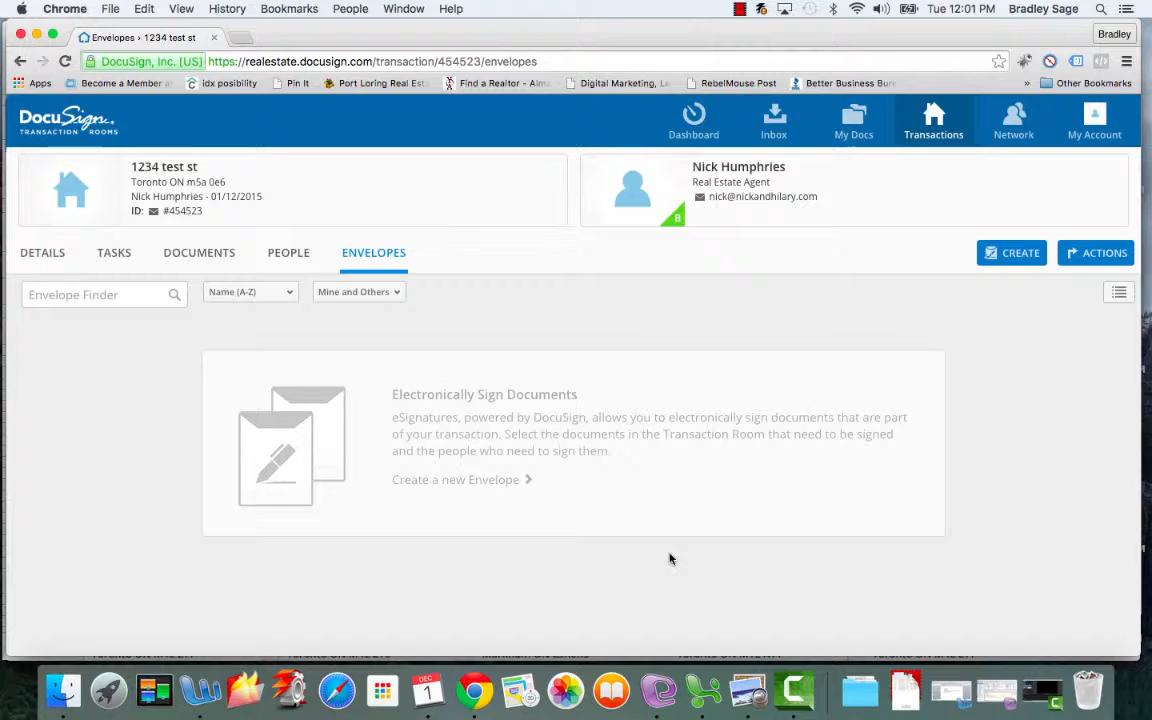 Chrome File Edit View History Bookmarks People Window Help Tue 12:01 PM Bradley Sage
Envelopes › 1234 test st Bradley
DocuSign, Inc. [US] https://realestate.docusign.com/transaction/454523/envelopes
Apps Become a Member idx posibility Pin It Port Loring Real Esta Find a Realtor - Alma Digital Marketing, Le RebelMouse Post Better Business Bure » Other Bookmarks
DocuSign
TRANSACTION ROOMS
Dashboard Inbox My Docs Transactions Network My Account
1234 test st
Toronto ON m5a 0e6
Nick Humphries - 01/12/2015
ID: #454523
Nick Humphries
Real Estate Agent
nick@nickandhilary.com
B
DETAILS TASKS DOCUMENTS PEOPLE ENVELOPES CREATE ACTIONS
Envelope Finder Name (A-Z) Mine and Others
Electronically Sign Documents
eSignatures, powered by DocuSign, allows you to electronically sign documents that are part
of your transaction. Select the documents in the Transaction Room that need to be signed
and the people who need to sign them.
Create a new Envelope
DEC
1